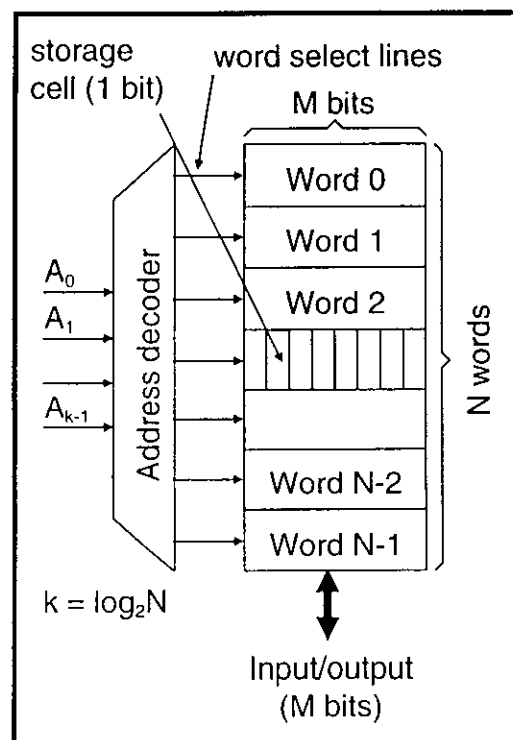 storage
cell (1 bit)
word select lines
M bits
Word 0
Word 1
Word 2
Word N-2
Word N-1
N words
A₀
A₁
Aₖ₋₁
Address decoder
k = log₂N
Input/output
(M bits)